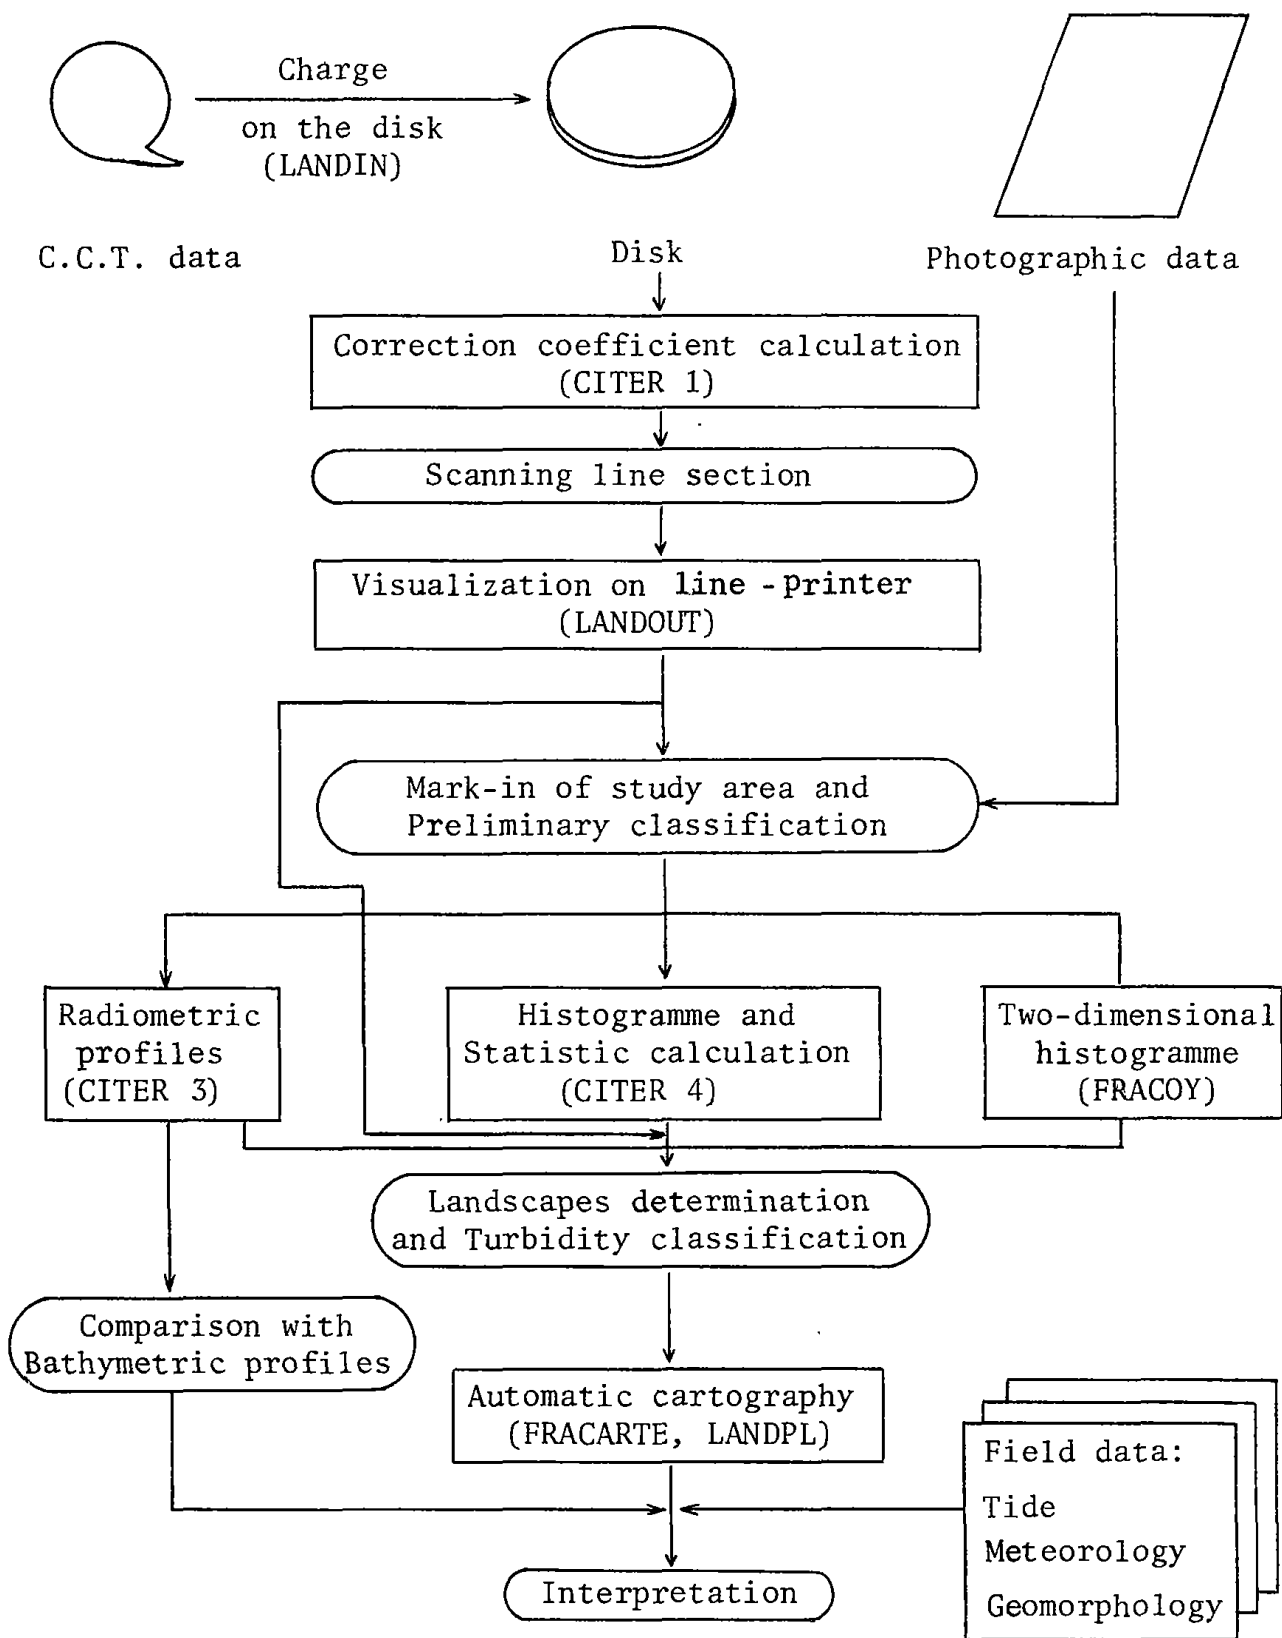 Charge
on the disk
(LANDIN)
C.C.T. data
Disk
Photographic data
Correction coefficient calculation
(CITER 1)
Scanning line section
Visualization on line - printer
(LANDOUT)
Mark-in of study area and
Preliminary classification
Radiometric
profiles
(CITER 3)
Histogramme and
Statistic calculation
(CITER 4)
Two-dimensional
histogramme
(FRACOY)
Landscapes determination
and Turbidity classification
Comparison with
Bathymetric profiles
Automatic cartography
(FRACARTE, LANDPL)
Field data:
Tide
Meteorology
Geomorphology
Interpretation